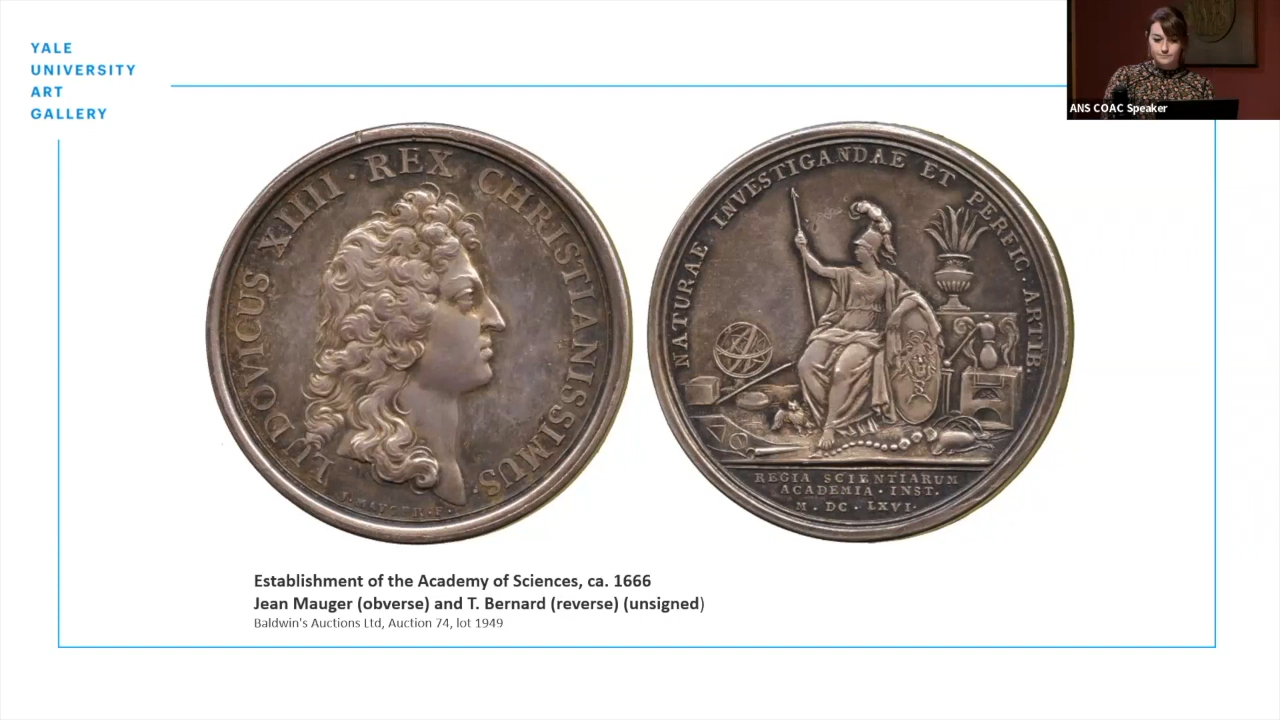 YALE
UNIVERSITY
ART
GALLERY
ANS COAC Speaker
LUDOVICUS XIIII · REX CHRISTIANISSIMUS.
J. MAUGER. F.
NATURAE INVESTIGANDAE ET PERFIC. ARTIB.
REGIA SCIENTIARUM
ACADEMIA · INST.
M. DC. LXVI.
Establishment of the Academy of Sciences, ca. 1666
Jean Mauger (obverse) and T. Bernard (reverse) (unsigned)
Baldwin's Auctions Ltd, Auction 74, lot 1949